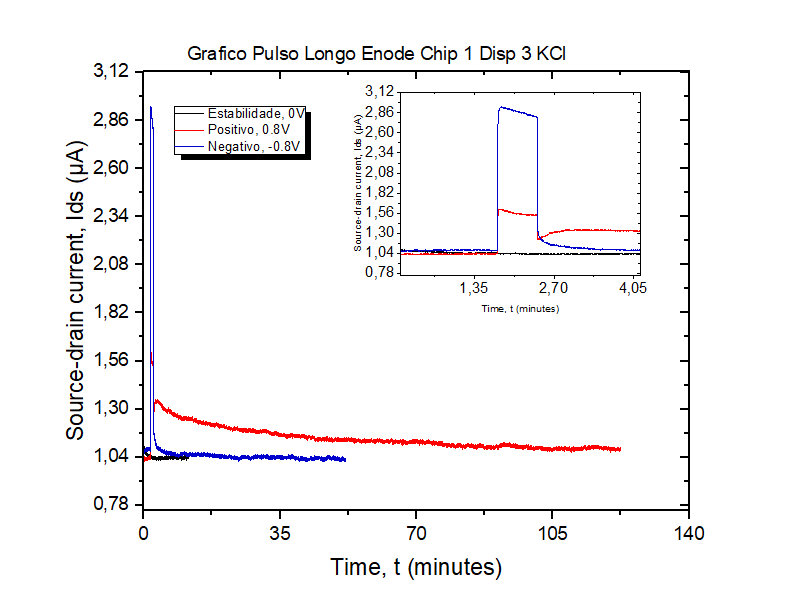 Grafico Pulso Longo Enode Chip 1 Disp 3 KCl
3,12
2,86
2,60
2,34
2,08
1,82
1,56
1,30
1,04
0,78
Source-drain current, Ids (µA)
Estabilidade, 0V
Positivo, 0.8V
Negativo, -0.8V
3,12
2,86
2,60
2,34
2,08
1,82
1,56
1,30
1,04
0,78
Source-drain current, Ids (µA)
1,35 2,70 4,05
Time, t (minutes)
0 35 70 105 140
Time, t (minutes)